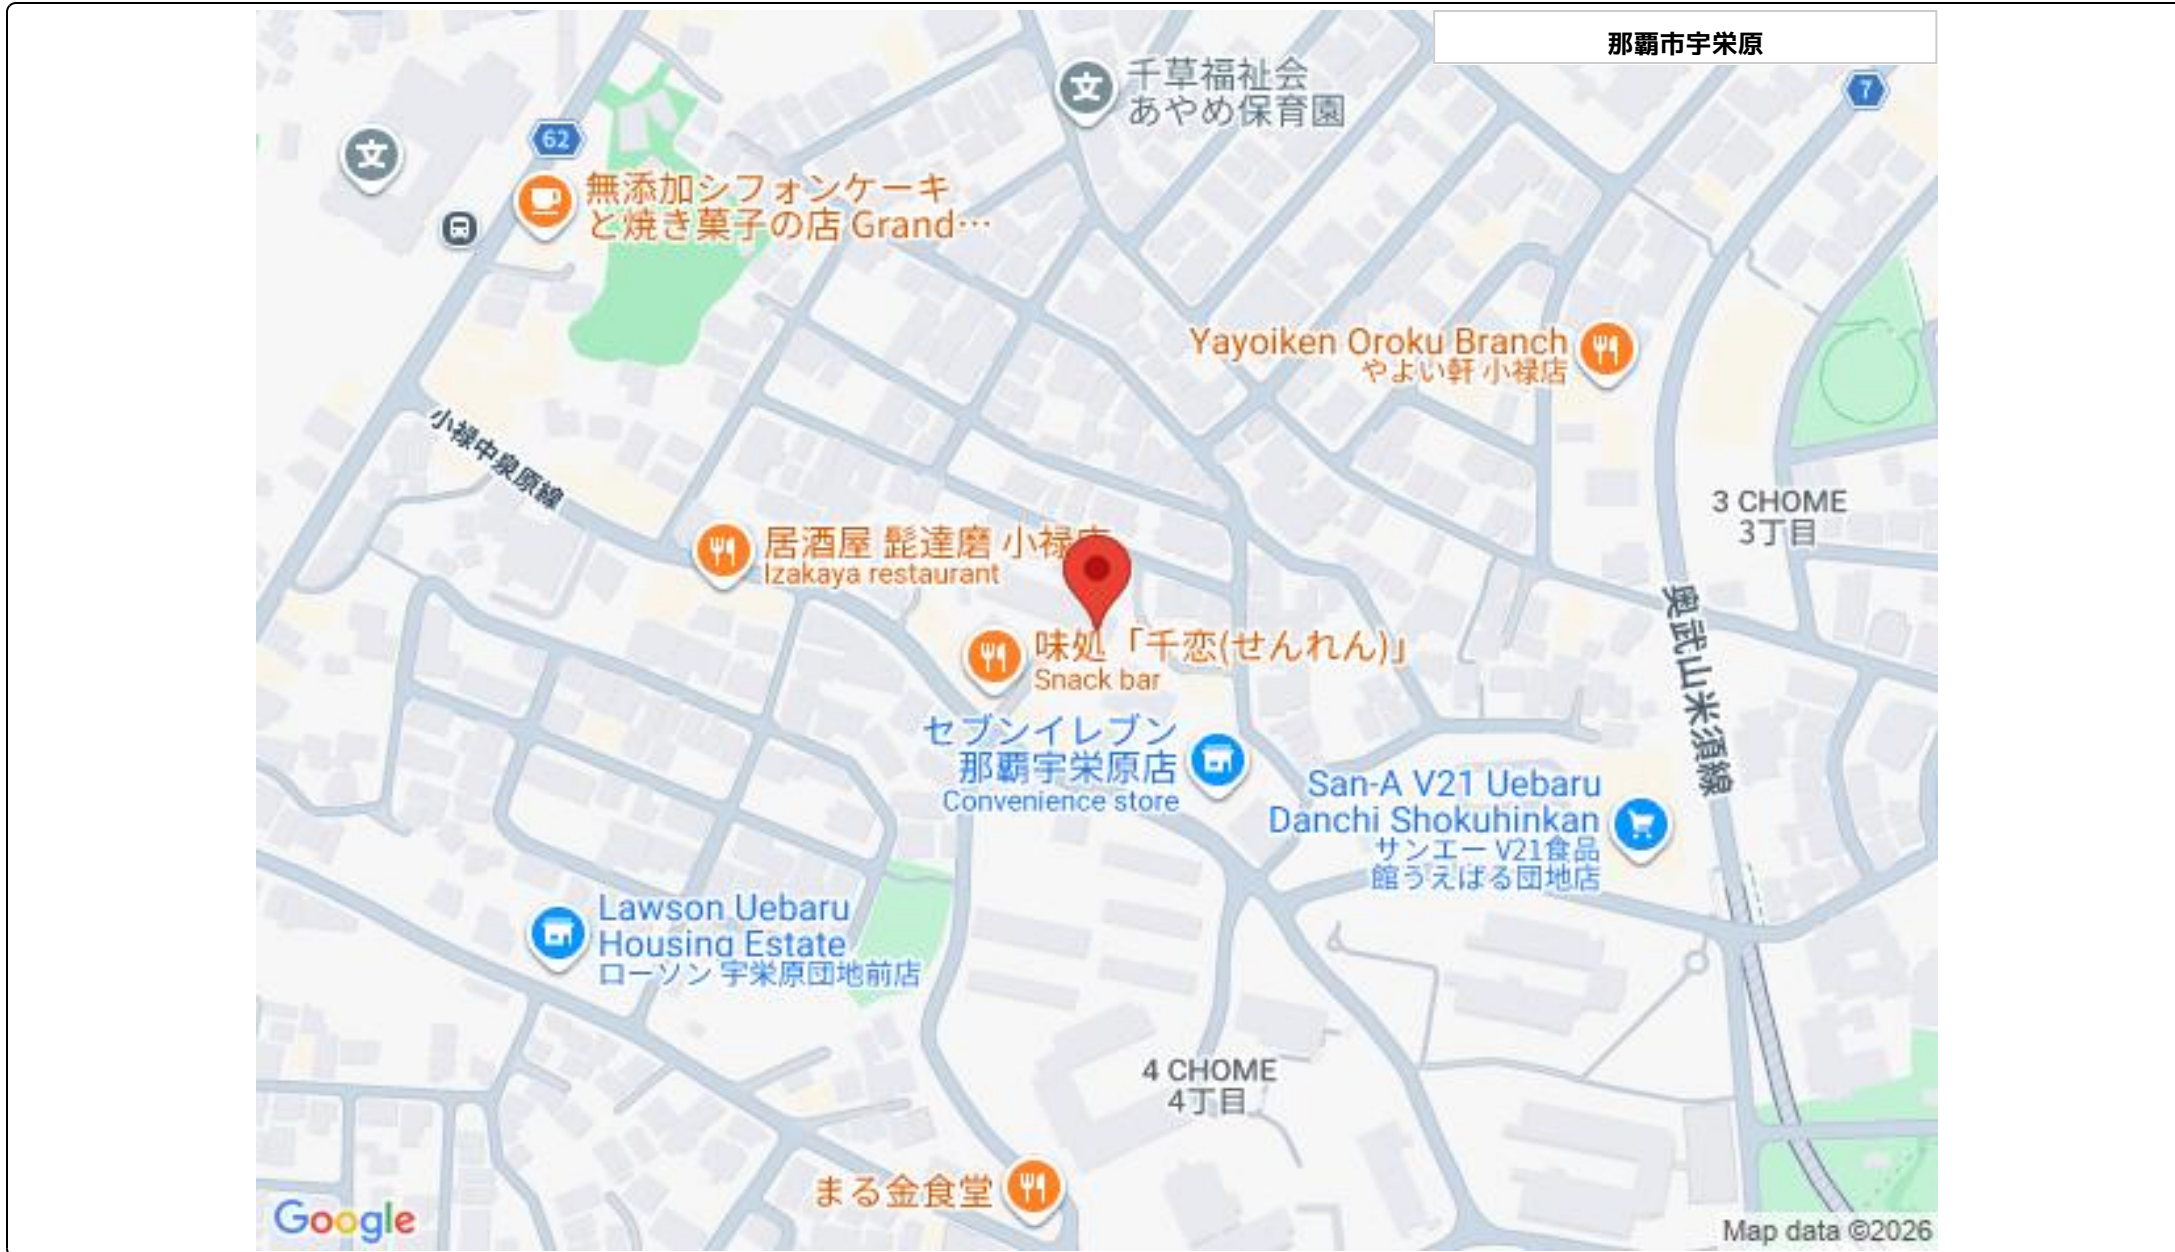 那覇市宇栄原
千草福祉会
あやめ保育園
7
62
無添加シフォンケーキ
と焼き菓子の店 Grand…
Yayoiken Oroku Branch
やよい軒 小禄店
小禄中泉原線
3 CHOME
3丁目
居酒屋 髭達磨 小禄店
Izakaya restaurant
奥武山米須線
味処「千恋(せんれん)」
Snack bar
セブンイレブン
那覇宇栄原店
Convenience store
San-A V21 Uebaru
Danchi Shokuhinkan
サンエー V21食品
館うえばる団地店
Lawson Uebaru
Housing Estate
ローソン 宇栄原団地前店
4 CHOME
4丁目
まる金食堂
Google
Map data ©2026